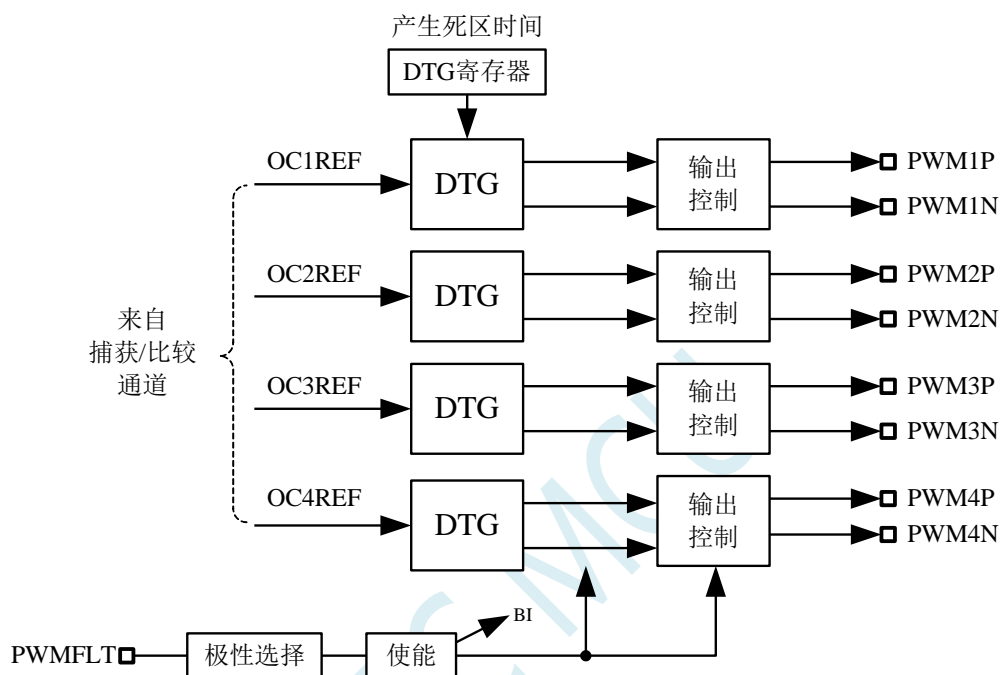 产生死区时间
DTG寄存器
OC1REF
DTG
输出
控制
PWM1P
PWM1N
OC2REF
DTG
输出
控制
PWM2P
PWM2N
来自
捕获/比较
通道
OC3REF
DTG
输出
控制
PWM3P
PWM3N
OC4REF
DTG
输出
控制
PWM4P
PWM4N
BI
PWMFLT
极性选择
使能
MCU